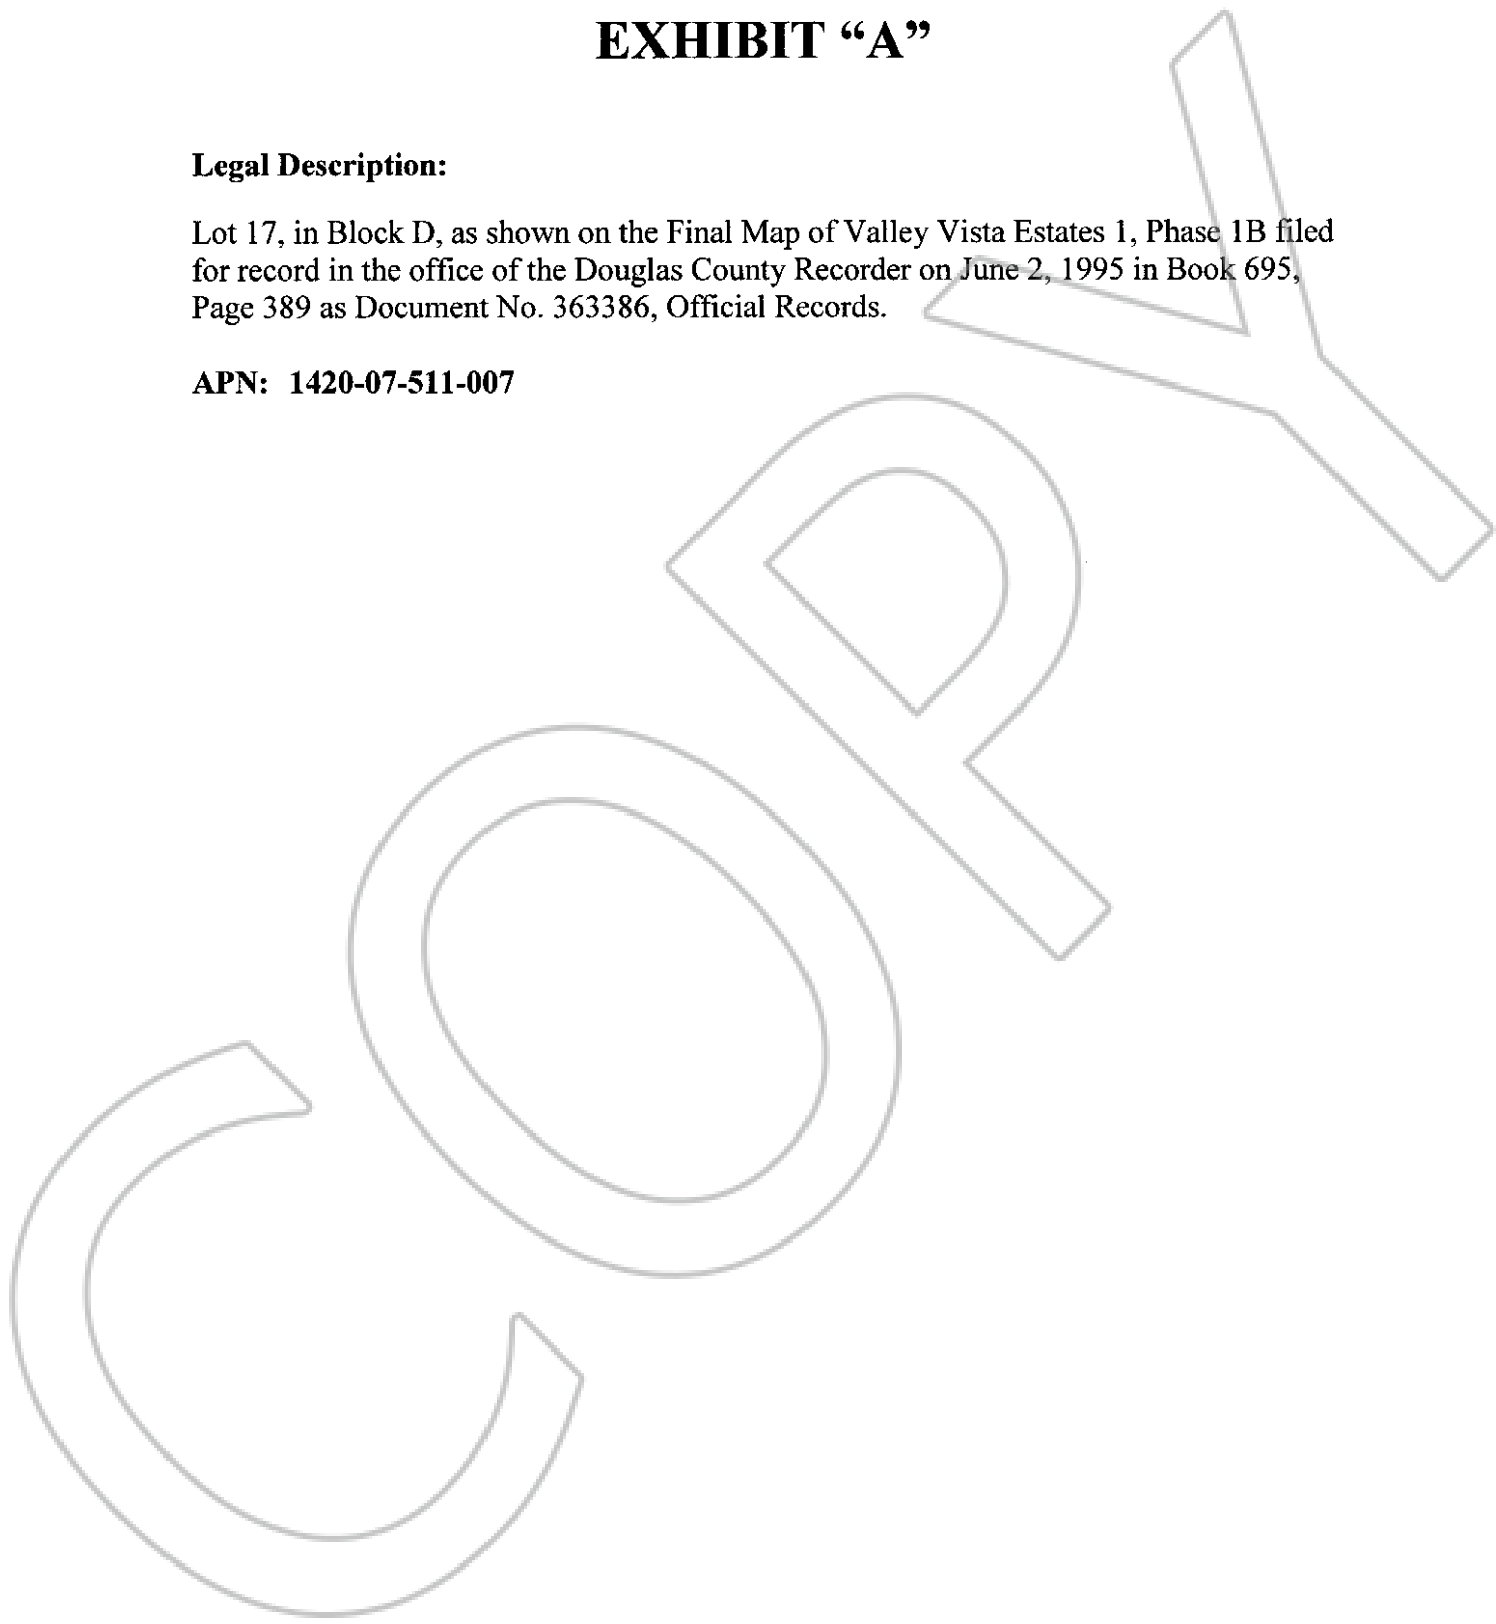 EXHIBIT “A”
Legal Description:
Lot 17, in Block D, as shown on the Final Map of Valley Vista Estates 1, Phase 1B filed
for record in the office of the Douglas County Recorder on June 2, 1995 in Book 695,
Page 389 as Document No. 363386, Official Records.
APN: 1420-07-511-007
COPY